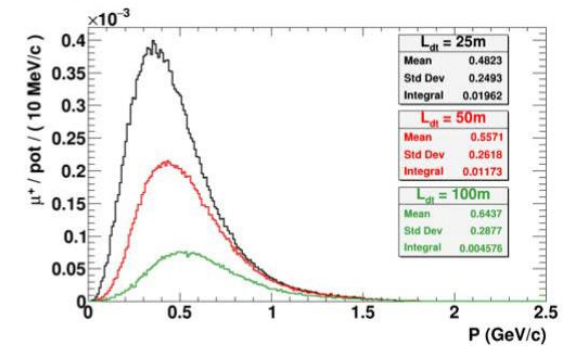 ×10⁻³
μ⁺ / pot / ( 10 MeV/c )
0.4
0.35
0.3
0.25
0.2
0.15
0.1
0.05
0
L_dt = 25m
Mean 0.4823
Std Dev 0.2493
Integral 0.01962
L_dt = 50m
Mean 0.5571
Std Dev 0.2618
Integral 0.01173
L_dt = 100m
Mean 0.6437
Std Dev 0.2877
Integral 0.004576
0 0.5 1 1.5 2 2.5
P (GeV/c)